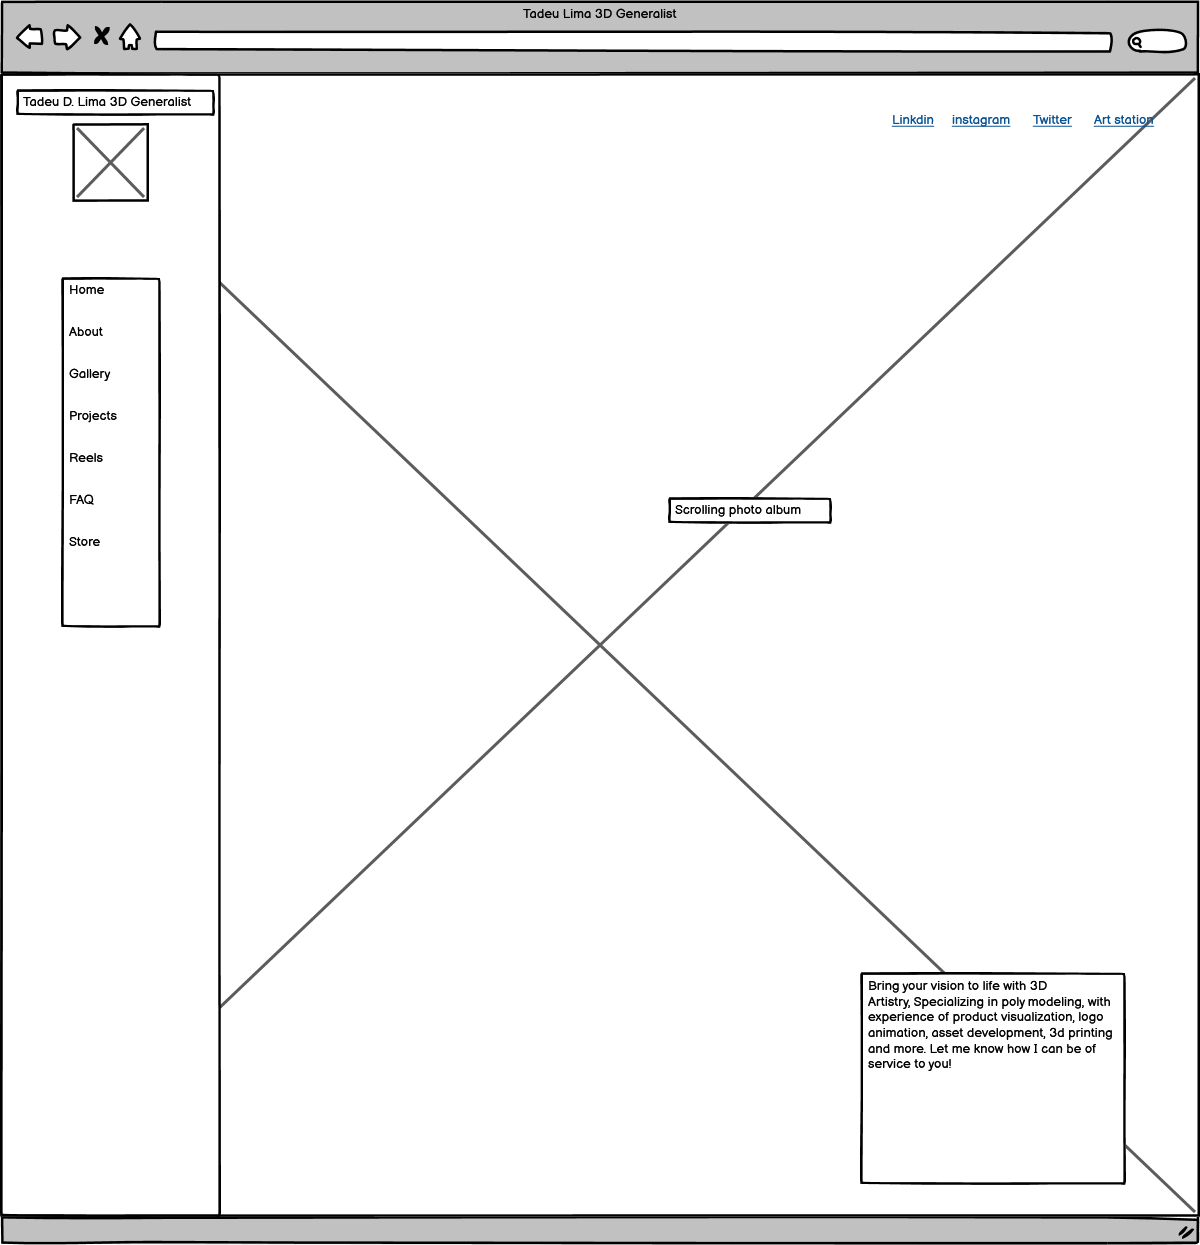 Tadeu Lima 3D Generalist
Tadeu D. Lima 3D Generalist
Linkdin instagram Twitter Art station
Home
About
Gallery
Projects
Reels
FAQ
Store
Scrolling photo album
Bring your vision to life with 3D
Artistry, Specializing in poly modeling, with
experience of product visualization, logo
animation, asset development, 3d printing
and more. Let me know how I can be of
service to you!